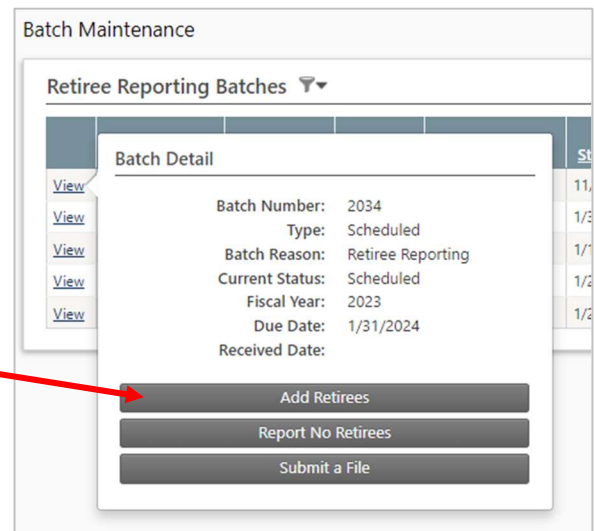 Batch Maintenance
Retiree Reporting Batches
Batch Detail
View
View
View
View
View
Batch Number: 2034
Type: Scheduled
Batch Reason: Retiree Reporting
Current Status: Scheduled
Fiscal Year: 2023
Due Date: 1/31/2024
Received Date:
Add Retirees
Report No Retirees
Submit a File